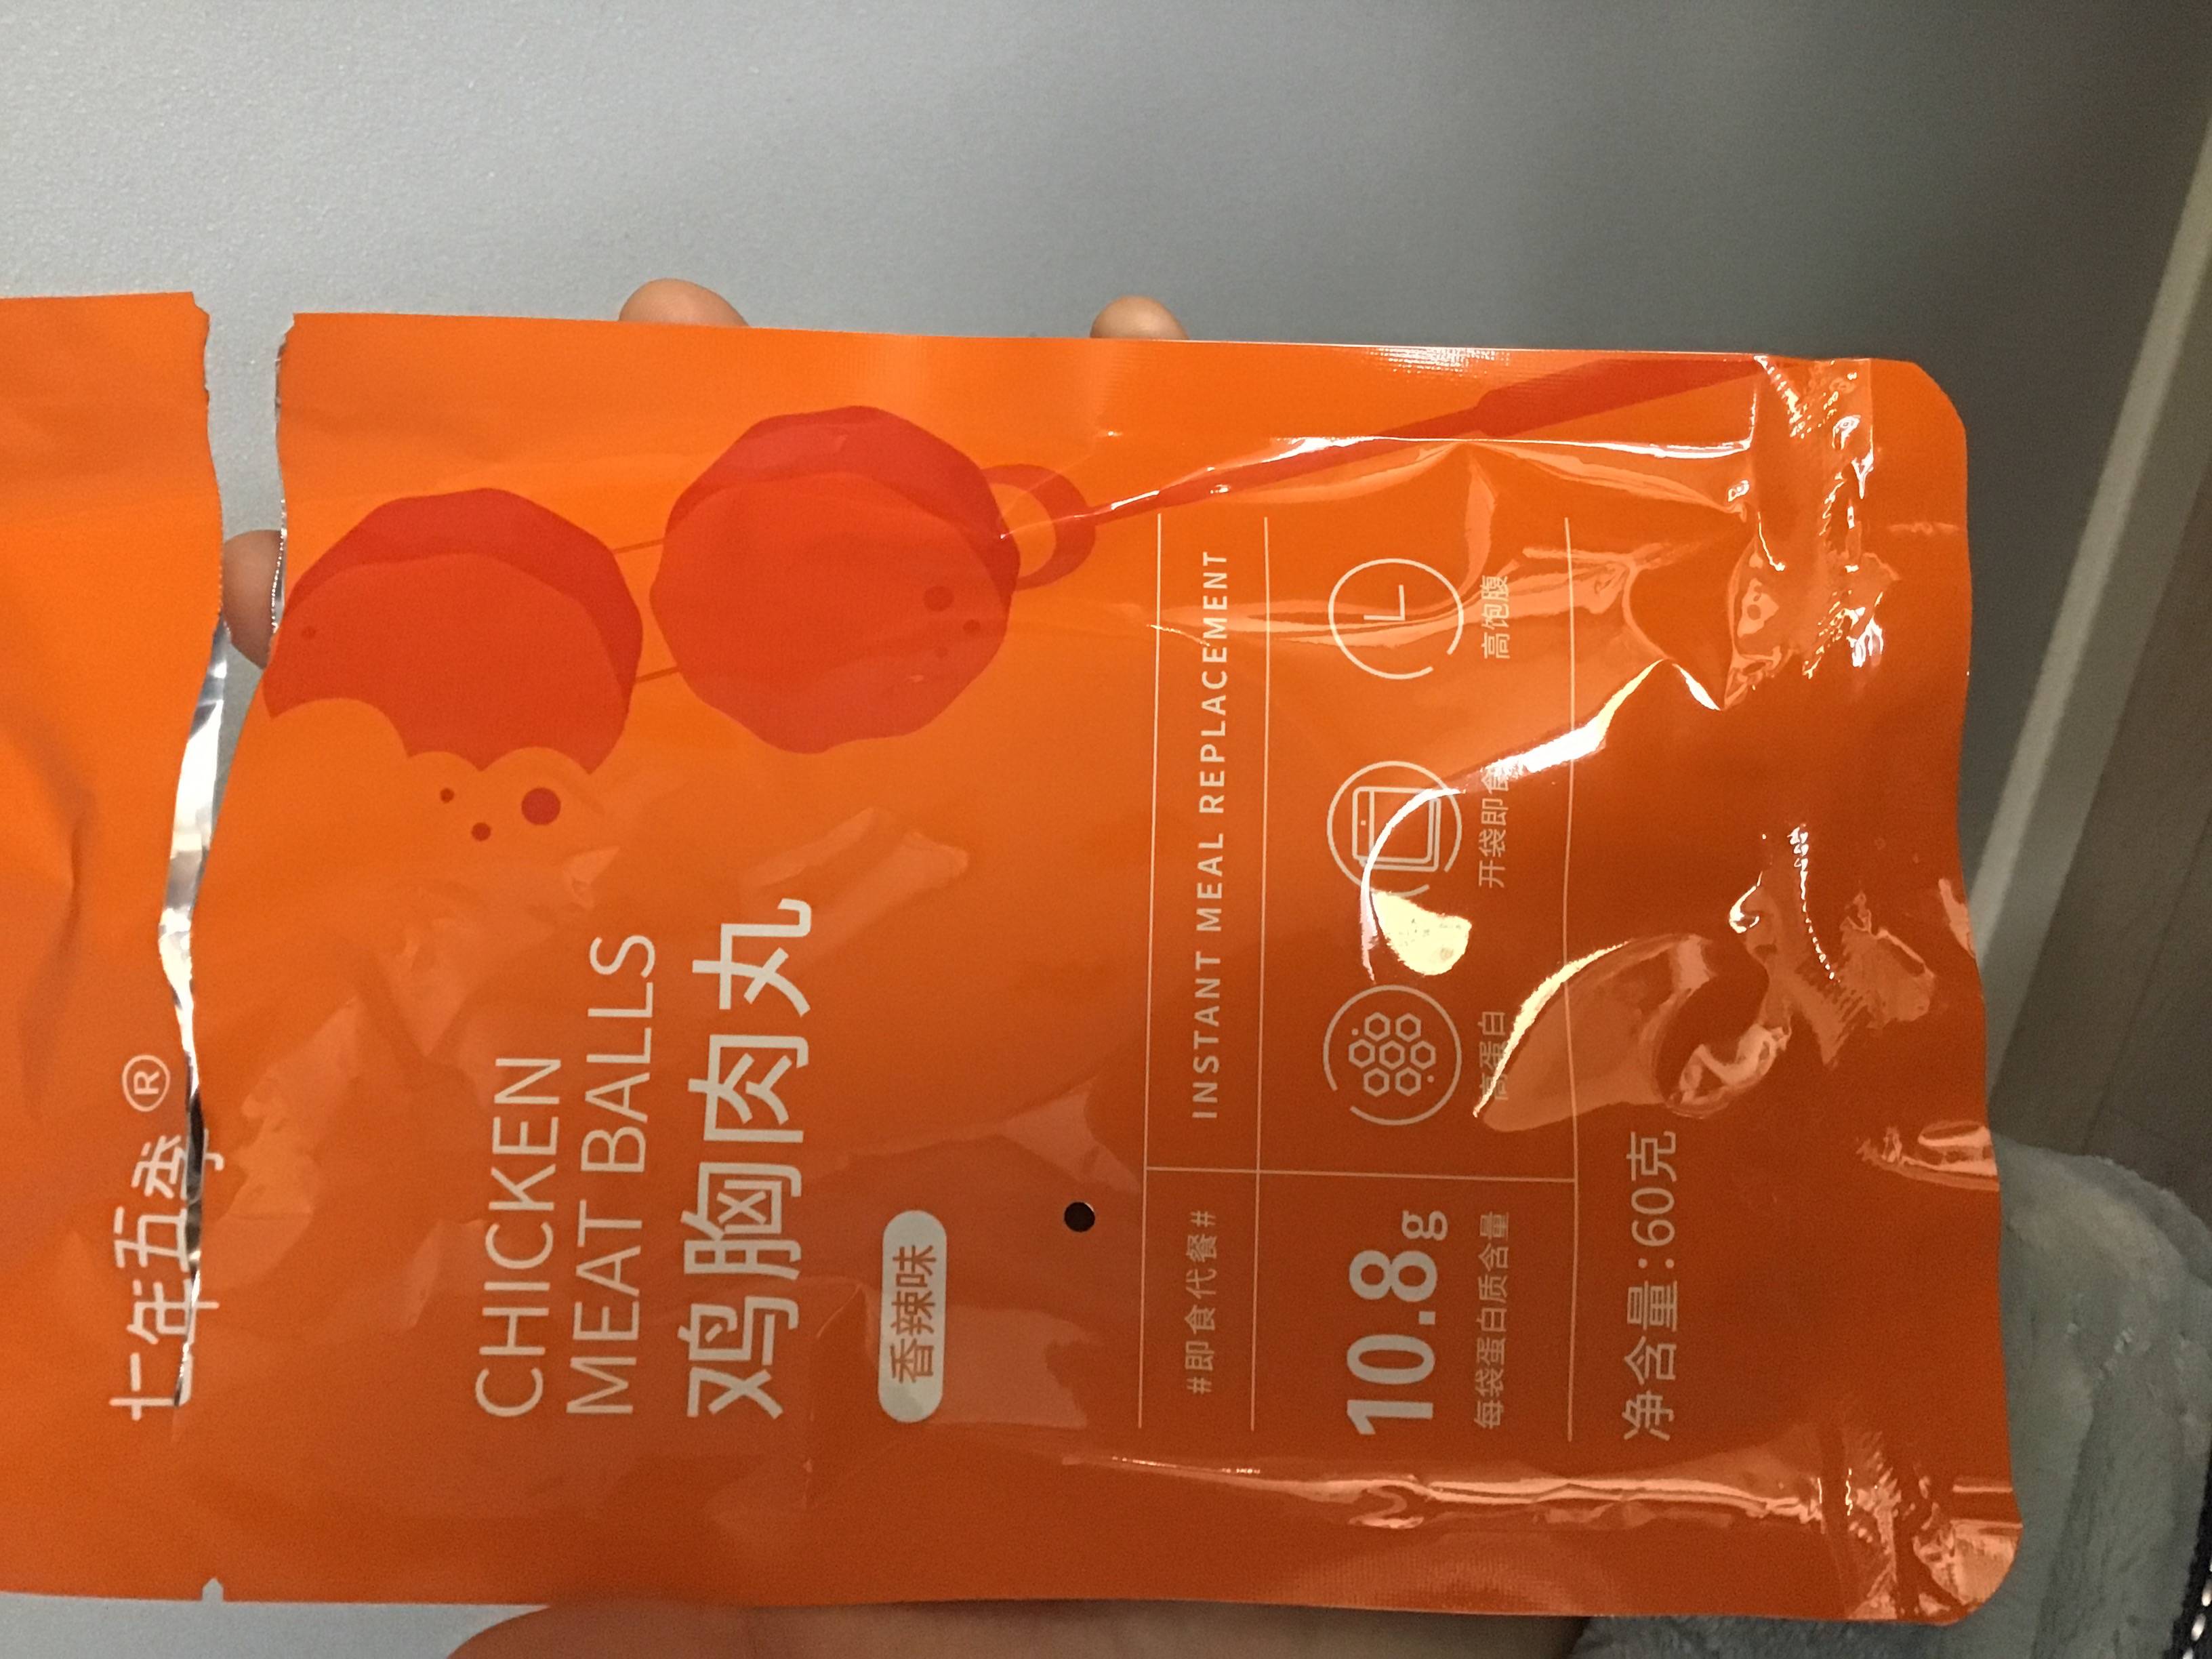 七年五季®
CHICKEN
MEAT BALLS
鸡胸肉丸
香辣味
#即食代餐#
INSTANT MEAL REPLACEMENT
10.8g
每袋蛋白质含量
高蛋白
开袋即食
高饱腹
净含量:60克